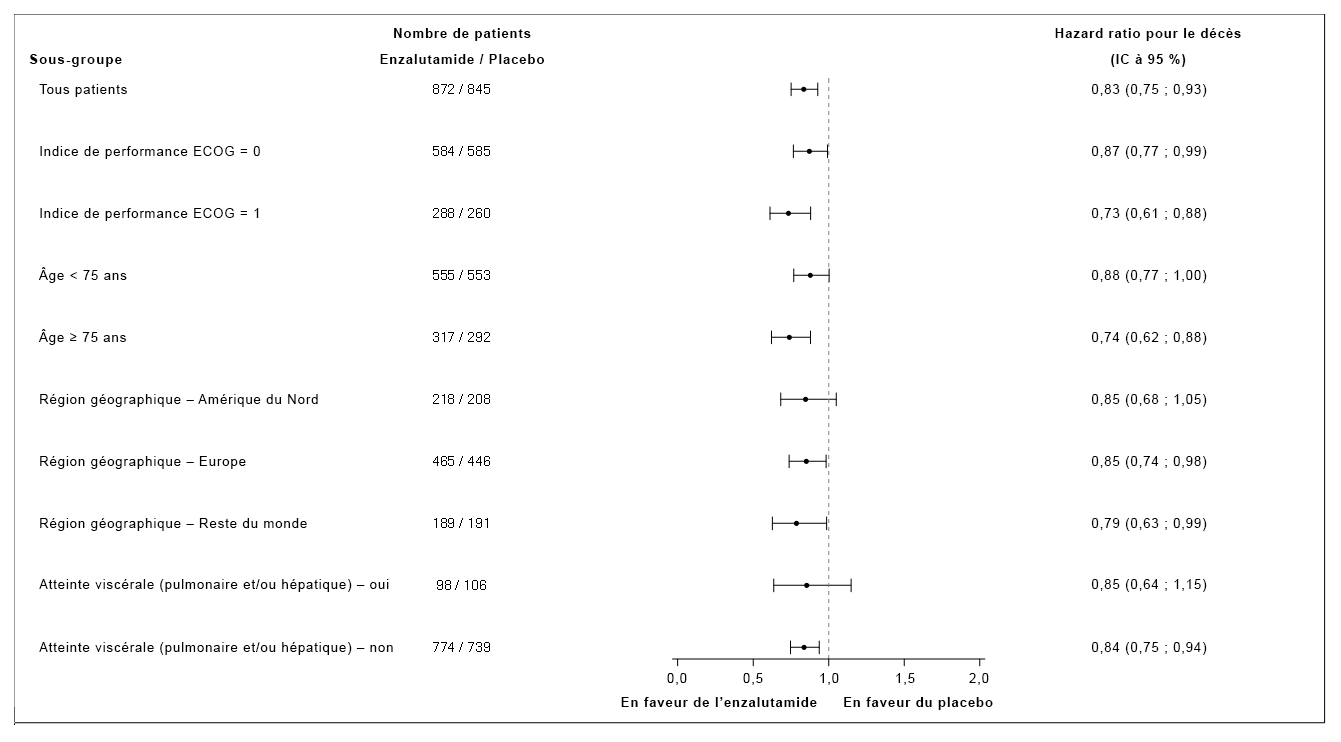 Nombre de patients Hazard ratio pour le décès
Sous-groupe Enzalutamide / Placebo (IC à 95 %)
Tous patients 872 / 845 0,83 (0,75 ; 0,93)
Indice de performance ECOG = 0 584 / 585 0,87 (0,77 ; 0,99)
Indice de performance ECOG = 1 288 / 260 0,73 (0,61 ; 0,88)
Âge < 75 ans 555 / 553 0,88 (0,77 ; 1,00)
Âge ≥ 75 ans 317 / 292 0,74 (0,62 ; 0,88)
Région géographique – Amérique du Nord 218 / 208 0,85 (0,68 ; 1,05)
Région géographique – Europe 465 / 446 0,85 (0,74 ; 0,98)
Région géographique – Reste du monde 189 / 191 0,79 (0,63 ; 0,99)
Atteinte viscérale (pulmonaire et/ou hépatique) – oui 98 / 106 0,85 (0,64 ; 1,15)
Atteinte viscérale (pulmonaire et/ou hépatique) – non 774 / 739 0,84 (0,75 ; 0,94)
0,0 0,5 1,0 1,5 2,0
En faveur de l'enzalutamide En faveur du placebo